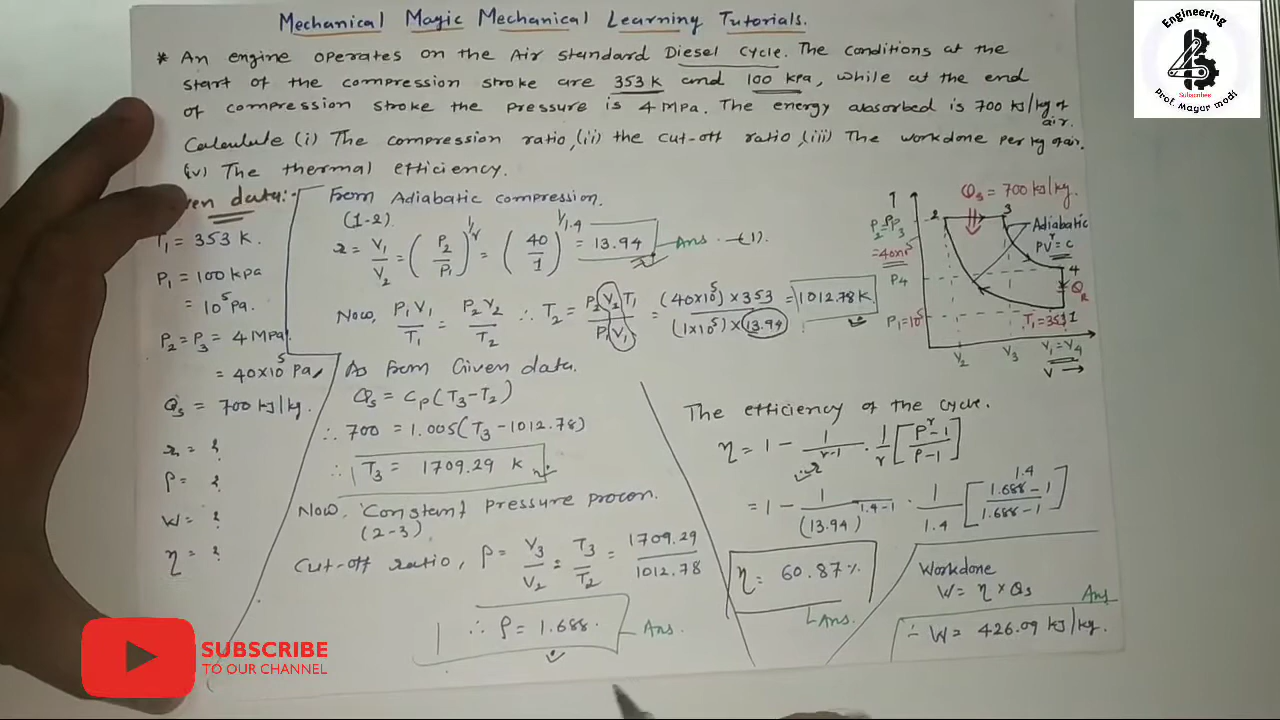 Mechanical Magic Mechanical Learning Tutorials.
* An engine operates on the Air standard Diesel cycle. The conditions at the
start of the compression stroke are 353 K and 100 kpa, while at the end
of compression stroke the pressure is 4 MPa. The energy absorbed is 700 kJ/kg of
air.
Calculate (i) The compression ratio, (ii) the cut-off ratio, (iii) The workdone per kg of air.
(v) The thermal efficiency.
ven data:-
T1 = 353 K.
P1 = 100 kpa
= 10^5 pa.
P2 = P3 = 4 MPa
= 40x10^5 Pa
Qs = 700 kJ/kg.
r = ?
ρ = ?
W = ?
η = ?
From Adiabatic compression.
(1-2)
r = V1/V2 = (P2/P1)^1/γ = (40/1)^1/1.4 = 13.94 Ans. —(1).
Now, P1V1/T1 = P2V2/T2 ∴ T2 = P2V2T1/P1V1 = (40x10^5) x 353/(1x10^5) x 13.94 = 1012.78 K.
As from Given data.
Qs = Cp (T3-T2)
∴ 700 = 1.005 (T3 - 1012.78)
∴ T3 = 1709.29 K
Now, Constant pressure procen.
(2-3)
Cut-off ratio, ρ = V3/V2 = T3/T2 = 1709.29/1012.78
∴ ρ = 1.688. Ans.
Qs = 700 kJ/kg.
2
3
P2=P3
=40x10^5
Adiabatic
PV^γ = C
P4
4
QR
P1=10^5
T1=353
1
V2
V3
V1=V4
V →
The efficiency of the cycle.
η = 1 - 1/r^γ-1 . 1/γ [ρ^γ-1/ρ-1]
= 1 - 1/(13.94)^1.4-1 . 1/1.4 [1.688^1.4-1/1.688-1]
η = 60.87%
Ans.
Workdone
W = η x Qs
Ans
∴ W = 426.09 kJ/kg.
Engineering
Subscribe
Prof. Mayur modi
SUBSCRIBE
TO OUR CHANNEL